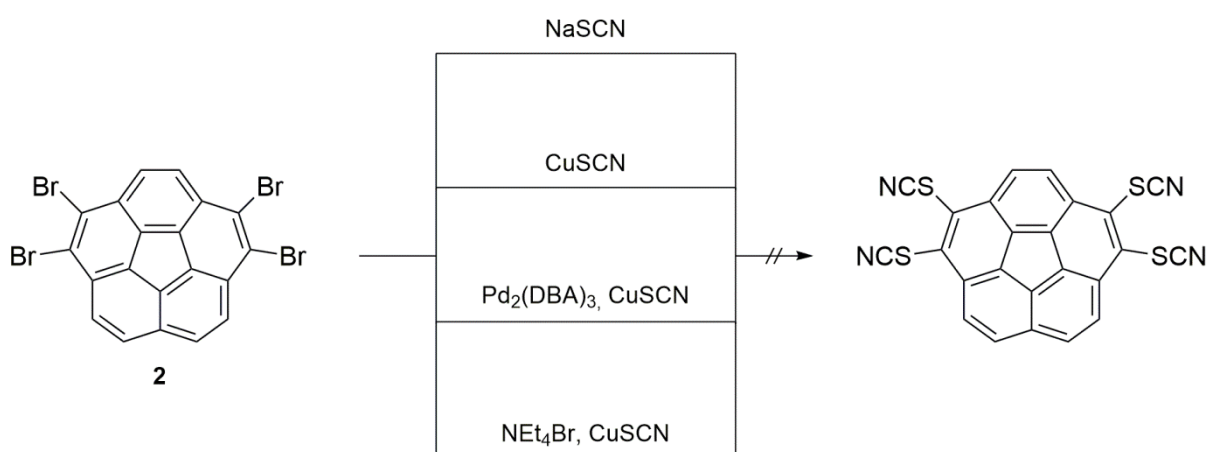 NaSCN
CuSCN
Br
Br
Br
Br
2
Pd2(DBA)3, CuSCN
NEt4Br, CuSCN
NCS
SCN
NCS
SCN